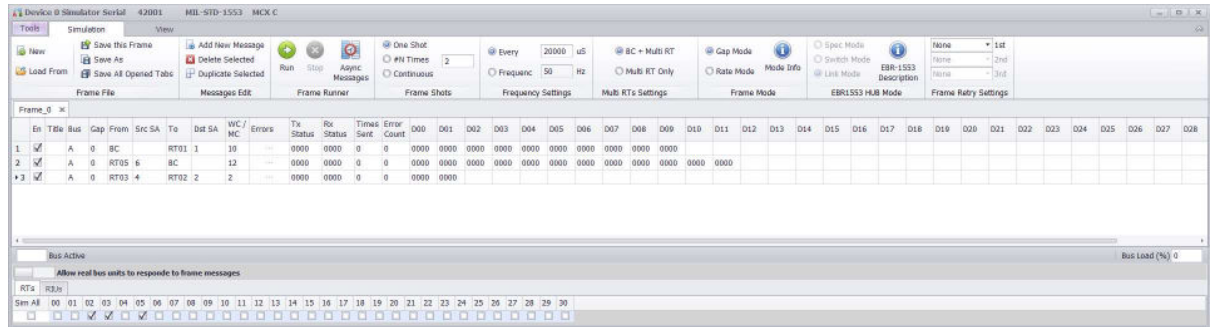 Device 0 Simulator Serial 42001 MIL-STD-1553 MCX C
Tools Simulation View
New Save this Frame Add New Message One Shot Every 20000 uS BC + Multi RT Gap Mode Spec Mode None 1st
Save As Delete Selected #N Times 2 Switch Mode None 2nd
Load From Save All Opened Tabs Duplicate Selected Run Stop Async Messages Continuous Frequenc 50 Hz Multi RT Only Rate Mode Mode Info Link Mode EBR-1553 Description None 3rd
Frame File Messages Edit Frame Runner Frame Shots Frequency Settings Multi RTs Settings Frame Mode EBR1553 HUB Mode Frame Retry Settings
Frame_0
En Title Bus Gap From Src SA To Dst SA WC / MC Errors Tx Status Rx Status Times Sent Error Count D00 D01 D02 D03 D04 D05 D06 D07 D08 D09 D10 D11 D12 D13 D14 D15 D16 D17 D18 D19 D20 D21 D22 D23 D24 D25 D26 D27 D28
1 A 0 BC RT01 1 10 ... 0000 0000 0 0 0000 0000 0000 0000 0000 0000 0000 0000 0000 0000
2 A 0 RT05 6 BC 12 ... 0000 0000 0 0 0000 0000 0000 0000 0000 0000 0000 0000 0000 0000 0000 0000
3 A 0 RT03 4 RT02 2 2 ... 0000 0000 0 0 0000 0000
Bus Active Bus Load (%) 0
Allow real bus units to responde to frame messages
RTs RIUs
Sim All 00 01 02 03 04 05 06 07 08 09 10 11 12 13 14 15 16 17 18 19 20 21 22 23 24 25 26 27 28 29 30